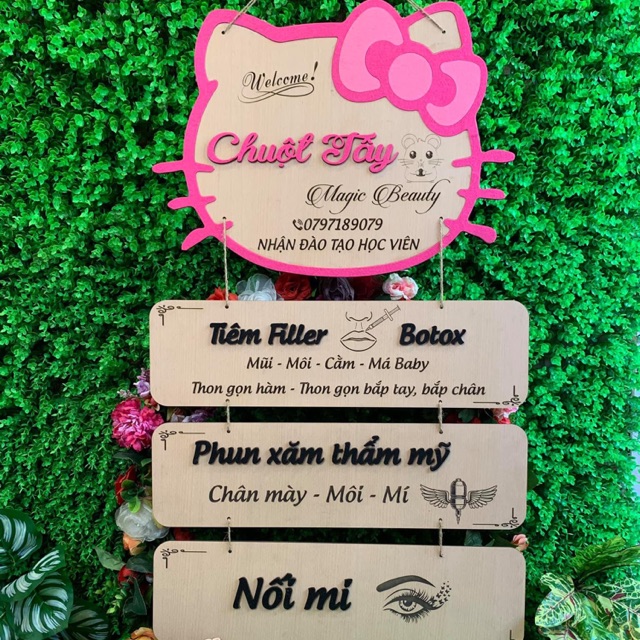 Welcome!
Chuột Tây
Magic Beauty
0797189079
NHẬN ĐÀO TẠO HỌC VIÊN
Tiêm Filler Botox
Mũi - Môi - Cằm - Má Baby
Thon gọn hàm - Thon gọn bắp tay, bắp chân
Phun xăm thẩm mỹ
Chân mày - Môi - Mí
Nối mi